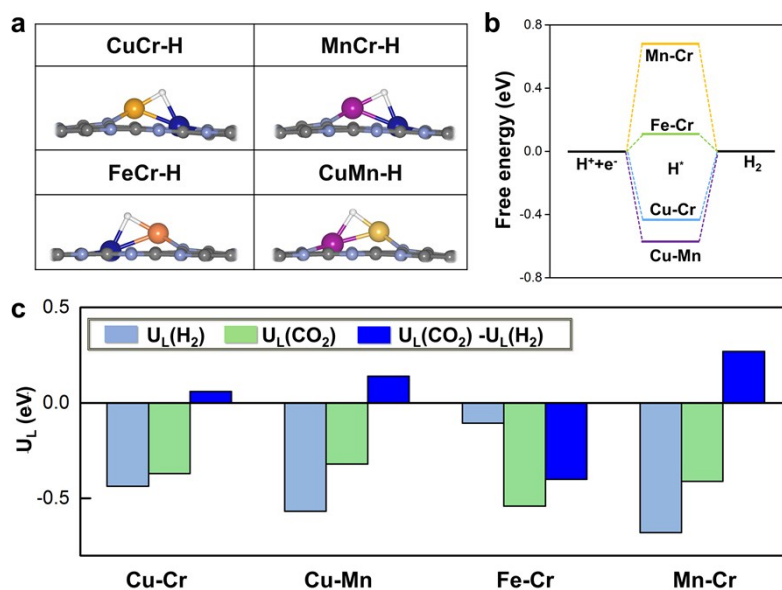 a
CuCr-H
MnCr-H
FeCr-H
CuMn-H
b
Free energy (eV)
0.8
0.4
0.0
-0.4
-0.8
Mn-Cr
Fe-Cr
H⁺+e⁻
H*
H₂
Cu-Cr
Cu-Mn
c
U_L (eV)
0.5
0.0
-0.5
U_L(H₂)
U_L(CO₂)
U_L(CO₂) -U_L(H₂)
Cu-Cr
Cu-Mn
Fe-Cr
Mn-Cr